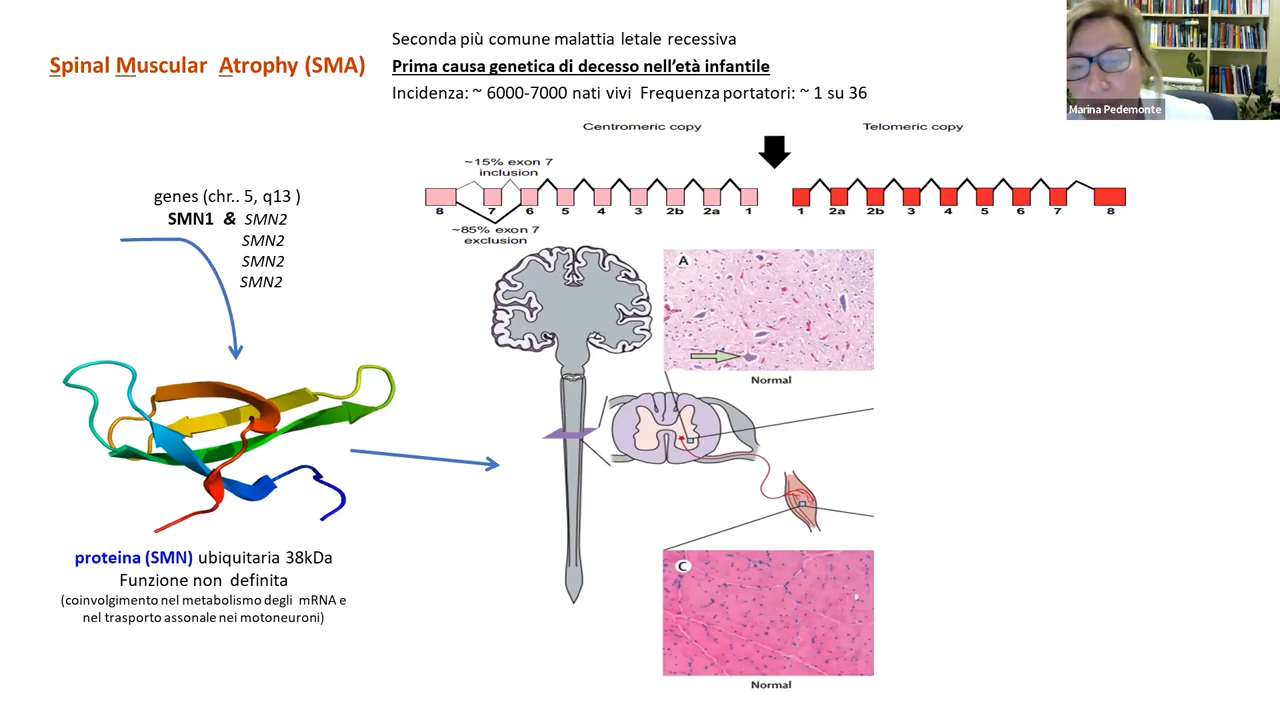 Spinal Muscular Atrophy (SMA)
Seconda più comune malattia letale recessiva
Prima causa genetica di decesso nell'età infantile
Incidenza: ~ 6000-7000 nati vivi Frequenza portatori: ~ 1 su 36
Marina Pedemonte
Centromeric copy
Telomeric copy
~15% exon 7
inclusion
8 7 6 5 4 3 2b 2a 1
1 2a 2b 3 4 5 6 7 8
~85% exon 7
exclusion
genes (chr.. 5, q13 )
SMN1 & SMN2
SMN2
SMN2
SMN2
A
Normal
proteina (SMN) ubiquitaria 38kDa
Funzione non definita
(coinvolgimento nel metabolismo degli mRNA e
nel trasporto assonale nei motoneuroni)
C
Normal